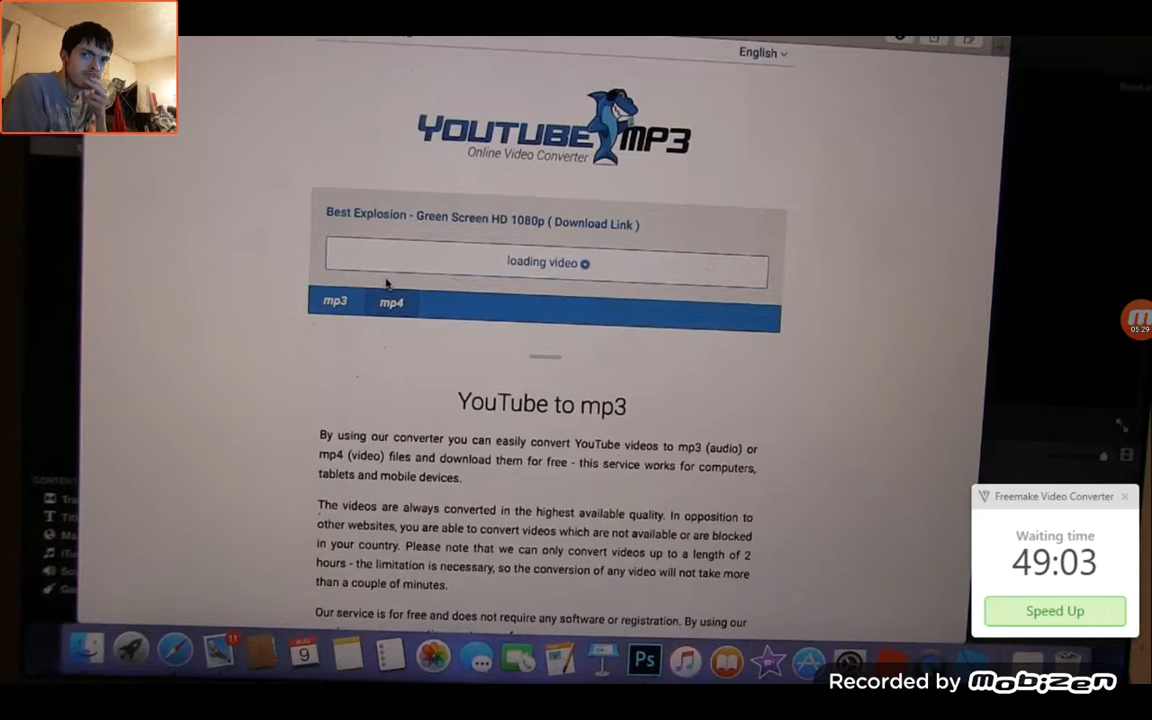 English
YOUTUBE MP3
Online Video Converter
Best Explosion - Green Screen HD 1080p ( Download Link )
loading video
mp3 mp4
YouTube to mp3
By using our converter you can easily convert YouTube videos to mp3 (audio) or
mp4 (video) files and download them for free - this service works for computers,
tablets and mobile devices.
The videos are always converted in the highest available quality. In opposition to
other websites, you are able to convert videos which are not available or are blocked
in your country. Please note that we can only convert videos up to a length of 2
hours - the limitation is necessary, so the conversion of any video will not take more
than a couple of minutes.
Our service is for free and does not require any software or registration. By using our
05:29
Freemake Video Converter
Waiting time
49:03
Speed Up
11
AUG
9
Ps
Recorded by mobizen